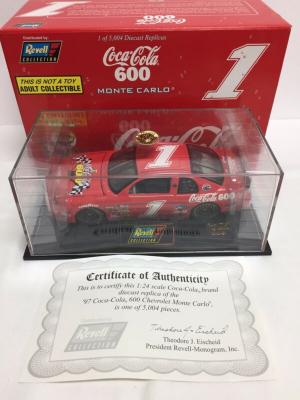 Distributed by:
Revell
COLLECTION
THIS IS NOT A TOY
ADULT COLLECTIBLE
1 of 5,004 Diecast Replicas
Coca-Cola
600
MONTE CARLO
1
1
Coca-Cola 600
Revell
COLLECTION
Certificate of Authenticity
This is to certify this 1:24 scale Coca-Cola, brand
diecast replica of the
'97 Coca-Cola, 600 Chevrolet Monte Carlo®
is one of 5,004 pieces.
Theodore J. Eischeid
Theodore J. Eischeid
President Revell-Monogram, Inc.
Revell
COLLECTION